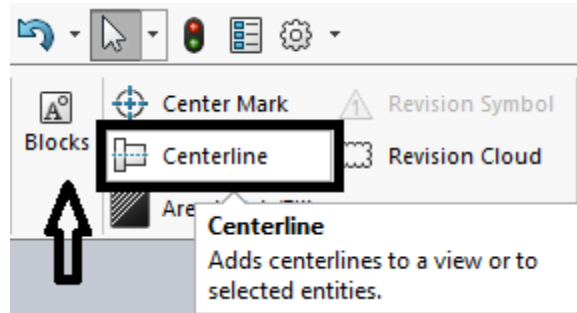 Center Mark
Revision Symbol
Blocks
Centerline
Revision Cloud
Centerline
Adds centerlines to a view or to
selected entities.